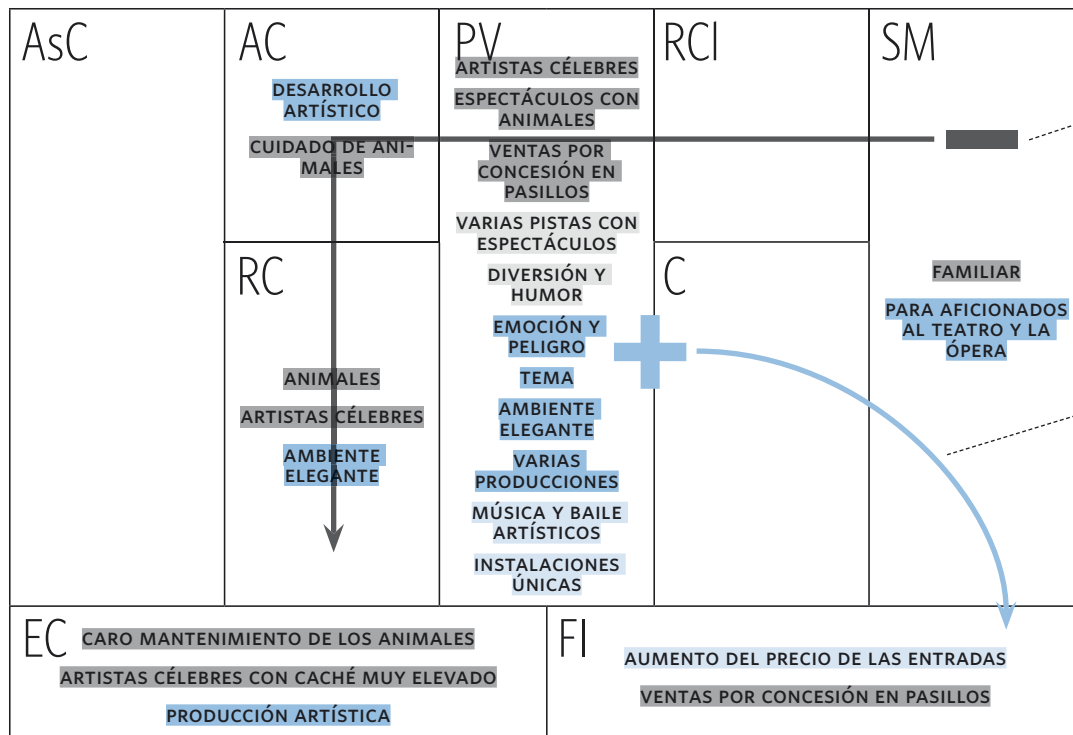 AsC
AC
DESARROLLO
ARTÍSTICO
CUIDADO DE ANI-
MALES
PV
ARTISTAS CÉLEBRES
ESPECTÁCULOS CON
ANIMALES
VENTAS POR
CONCESIÓN EN
PASILLOS
VARIAS PISTAS CON
ESPECTÁCULOS
DIVERSIÓN Y
HUMOR
EMOCIÓN Y
PELIGRO
TEMA
AMBIENTE
ELEGANTE
VARIAS
PRODUCCIONES
MÚSICA Y BAILE
ARTÍSTICOS
INSTALACIONES
ÚNICAS
RCl
SM
FAMILIAR
PARA AFICIONADOS
AL TEATRO Y LA
ÓPERA
RC
ANIMALES
ARTISTAS CÉLEBRES
AMBIENTE
ELEGANTE
C
EC
CARO MANTENIMIENTO DE LOS ANIMALES
ARTISTAS CÉLEBRES CON CACHÉ MUY ELEVADO
PRODUCCIÓN ARTÍSTICA
FI
AUMENTO DEL PRECIO DE LAS ENTRADAS
VENTAS POR CONCESIÓN EN PASILLOS